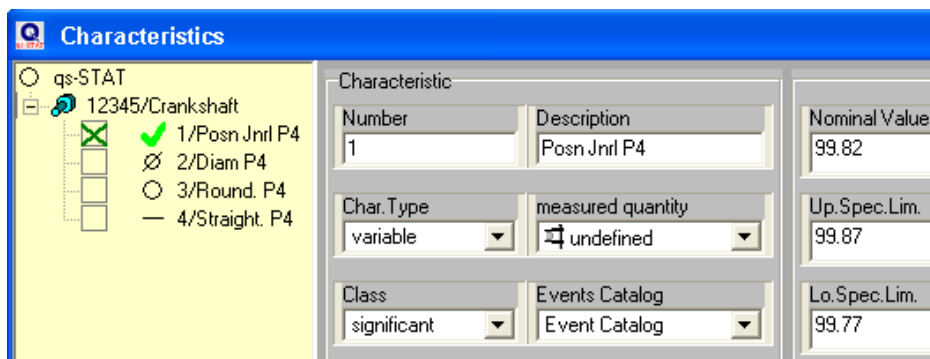 Characteristics
qs-STAT
12345/Crankshaft
1/Posn Jnrl P4
2/Diam P4
3/Round. P4
4/Straight. P4
Characteristic
Number Description Nominal Value
1 Posn Jnrl P4 99.82
Char.Type measured quantity Up.Spec.Lim.
variable undefined 99.87
Class Events Catalog Lo.Spec.Lim.
significant Event Catalog 99.77